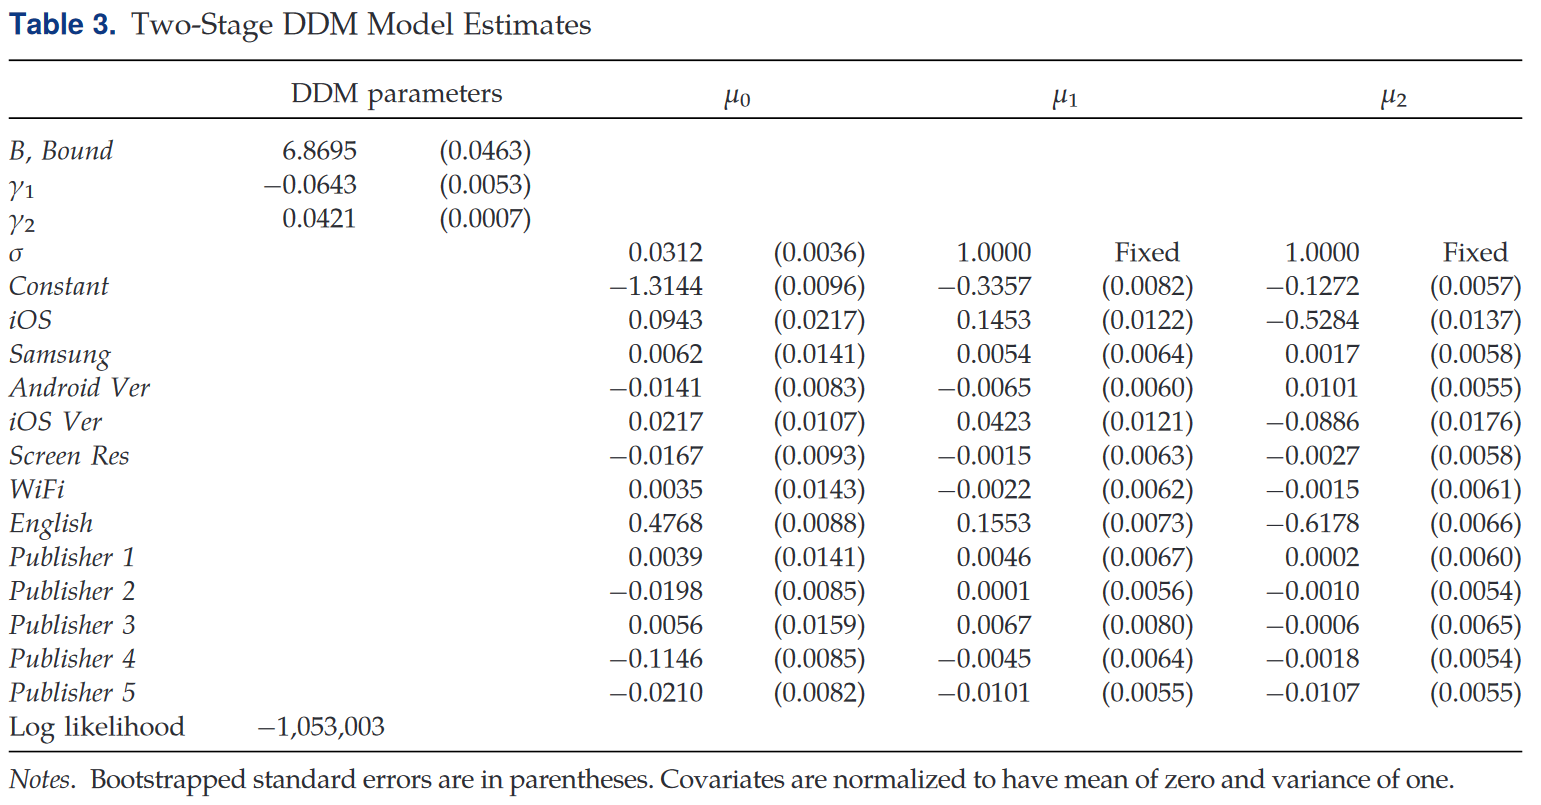 Table 3. Two-Stage DDM Model Estimates
DDM parameters μ0 μ1 μ2
B, Bound 6.8695 (0.0463)
γ1 −0.0643 (0.0053)
γ2 0.0421 (0.0007)
σ 0.0312 (0.0036) 1.0000 Fixed 1.0000 Fixed
Constant −1.3144 (0.0096) −0.3357 (0.0082) −0.1272 (0.0057)
iOS 0.0943 (0.0217) 0.1453 (0.0122) −0.5284 (0.0137)
Samsung 0.0062 (0.0141) 0.0054 (0.0064) 0.0017 (0.0058)
Android Ver −0.0141 (0.0083) −0.0065 (0.0060) 0.0101 (0.0055)
iOS Ver 0.0217 (0.0107) 0.0423 (0.0121) −0.0886 (0.0176)
Screen Res −0.0167 (0.0093) −0.0015 (0.0063) −0.0027 (0.0058)
WiFi 0.0035 (0.0143) −0.0022 (0.0062) −0.0015 (0.0061)
English 0.4768 (0.0088) 0.1553 (0.0073) −0.6178 (0.0066)
Publisher 1 0.0039 (0.0141) 0.0046 (0.0067) 0.0002 (0.0060)
Publisher 2 −0.0198 (0.0085) 0.0001 (0.0056) −0.0010 (0.0054)
Publisher 3 0.0056 (0.0159) 0.0067 (0.0080) −0.0006 (0.0065)
Publisher 4 −0.1146 (0.0085) −0.0045 (0.0064) −0.0018 (0.0054)
Publisher 5 −0.0210 (0.0082) −0.0101 (0.0055) −0.0107 (0.0055)
Log likelihood −1,053,003
Notes. Bootstrapped standard errors are in parentheses. Covariates are normalized to have mean of zero and variance of one.